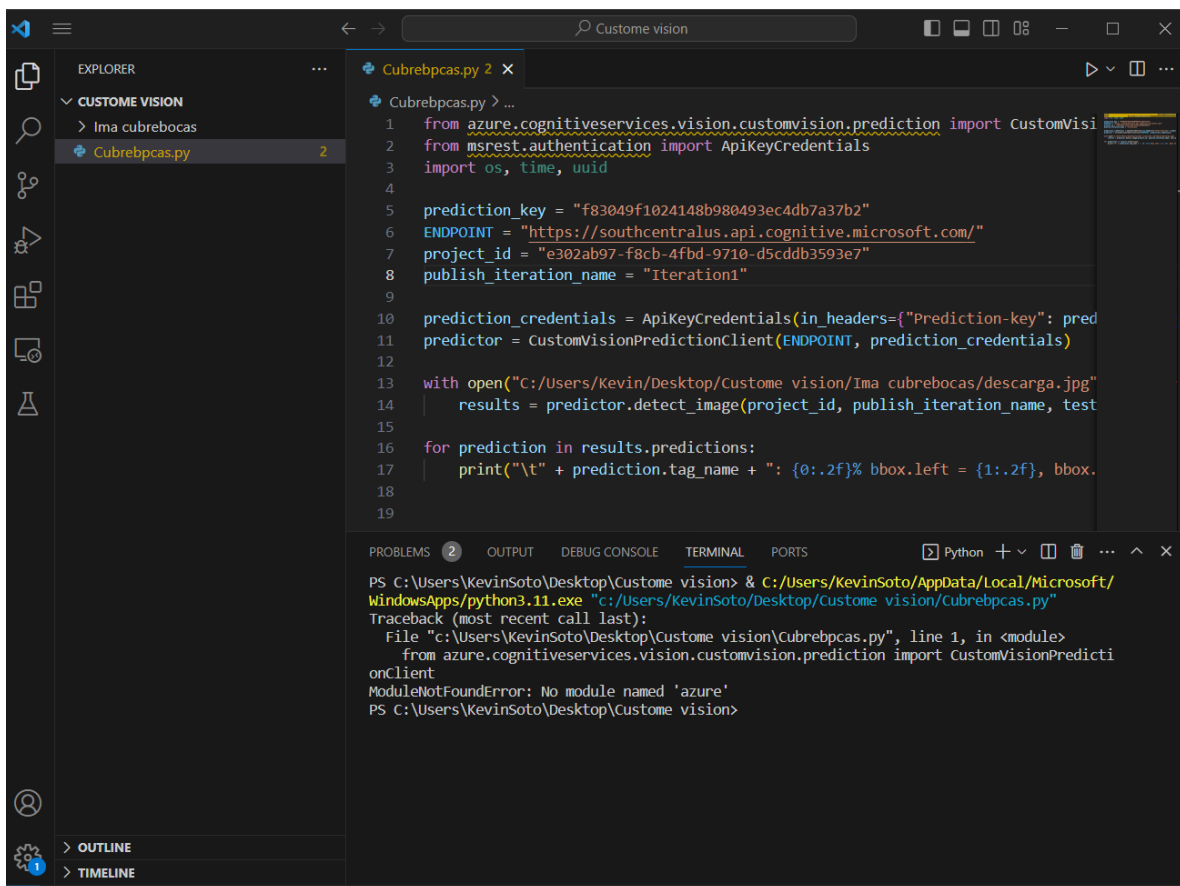 Custome vision
EXPLORER
CUSTOME VISION
Ima cubrebocas
Cubrebpcas.py 2
OUTLINE
TIMELINE
1
Cubrebpcas.py 2
Cubrebpcas.py > ...
1 from azure.cognitiveservices.vision.customvision.prediction import CustomVisi
2 from msrest.authentication import ApiKeyCredentials
3 import os, time, uuid
4
5 prediction_key = "f83049f1024148b980493ec4db7a37b2"
6 ENDPOINT = "https://southcentralus.api.cognitive.microsoft.com/"
7 project_id = "e302ab97-f8cb-4fbd-9710-d5cddb3593e7"
8 publish_iteration_name = "Iteration1"
9
10 prediction_credentials = ApiKeyCredentials(in_headers={"Prediction-key": pred
11 predictor = CustomVisionPredictionClient(ENDPOINT, prediction_credentials)
12
13 with open("C:/Users/Kevin/Desktop/Custome vision/Ima cubrebocas/descarga.jpg"
14 results = predictor.detect_image(project_id, publish_iteration_name, test
15
16 for prediction in results.predictions:
17 print("\t" + prediction.tag_name + ": {0:.2f}% bbox.left = {1:.2f}, bbox.
18
19
PROBLEMS 2 OUTPUT DEBUG CONSOLE TERMINAL PORTS Python
PS C:\Users\KevinSoto\Desktop\Custome vision> & C:/Users/KevinSoto/AppData/Local/Microsoft/
WindowsApps/python3.11.exe "c:/Users/KevinSoto/Desktop/Custome vision/Cubrebpcas.py"
Traceback (most recent call last):
File "c:\Users\KevinSoto\Desktop\Custome vision\Cubrebpcas.py", line 1, in <module>
from azure.cognitiveservices.vision.customvision.prediction import CustomVisionPredicti
onClient
ModuleNotFoundError: No module named 'azure'
PS C:\Users\KevinSoto\Desktop\Custome vision>